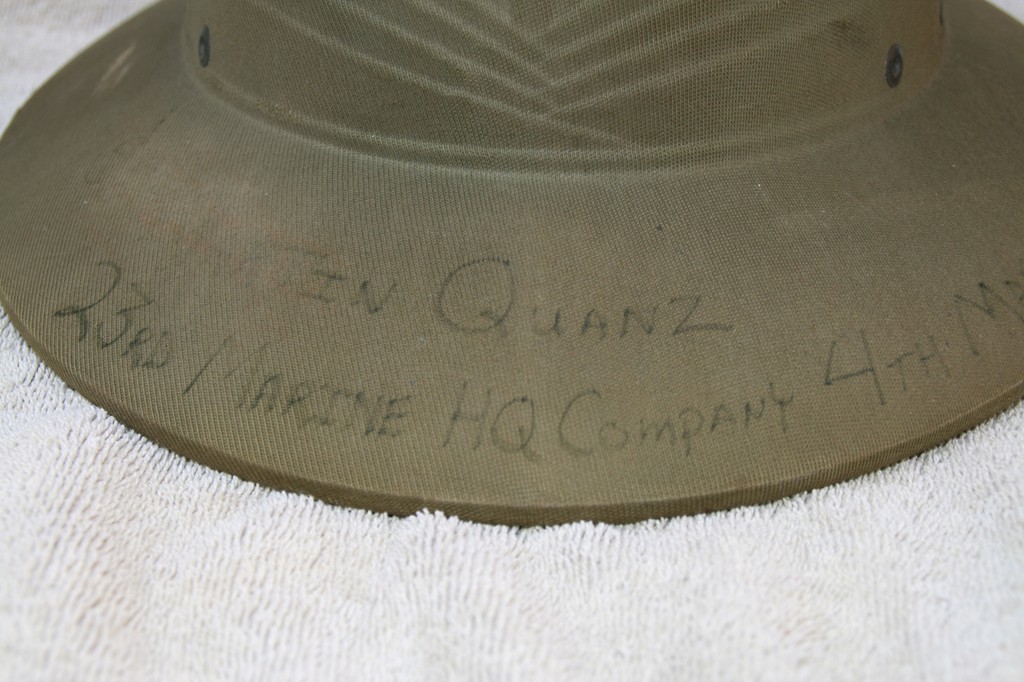 Quanz
23RD Marine HQ Company 4TH